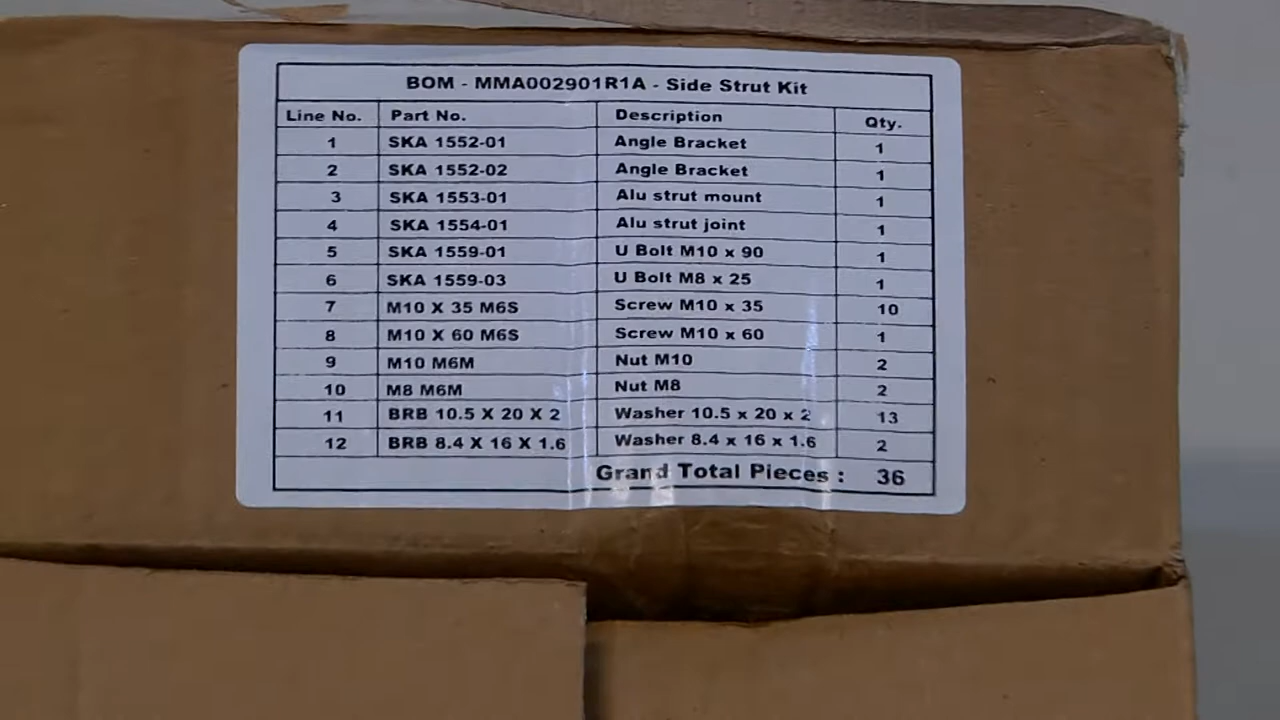 BOM - MMA002901R1A - Side Strut Kit
Line No. Part No. Description Qty.
1 SKA 1552-01 Angle Bracket 1
2 SKA 1552-02 Angle Bracket 1
3 SKA 1553-01 Alu strut mount 1
4 SKA 1554-01 Alu strut joint 1
5 SKA 1559-01 U Bolt M10 x 90 1
6 SKA 1559-03 U Bolt M8 x 25 1
7 M10 X 35 M6S Screw M10 x 35 10
8 M10 X 60 M6S Screw M10 x 60 1
9 M10 M6M Nut M10 2
10 M8 M6M Nut M8 2
11 BRB 10.5 X 20 X 2 Washer 10.5 x 20 x 2 13
12 BRB 8.4 X 16 X 1.6 Washer 8.4 x 16 x 1.6 2
Grand Total Pieces : 36